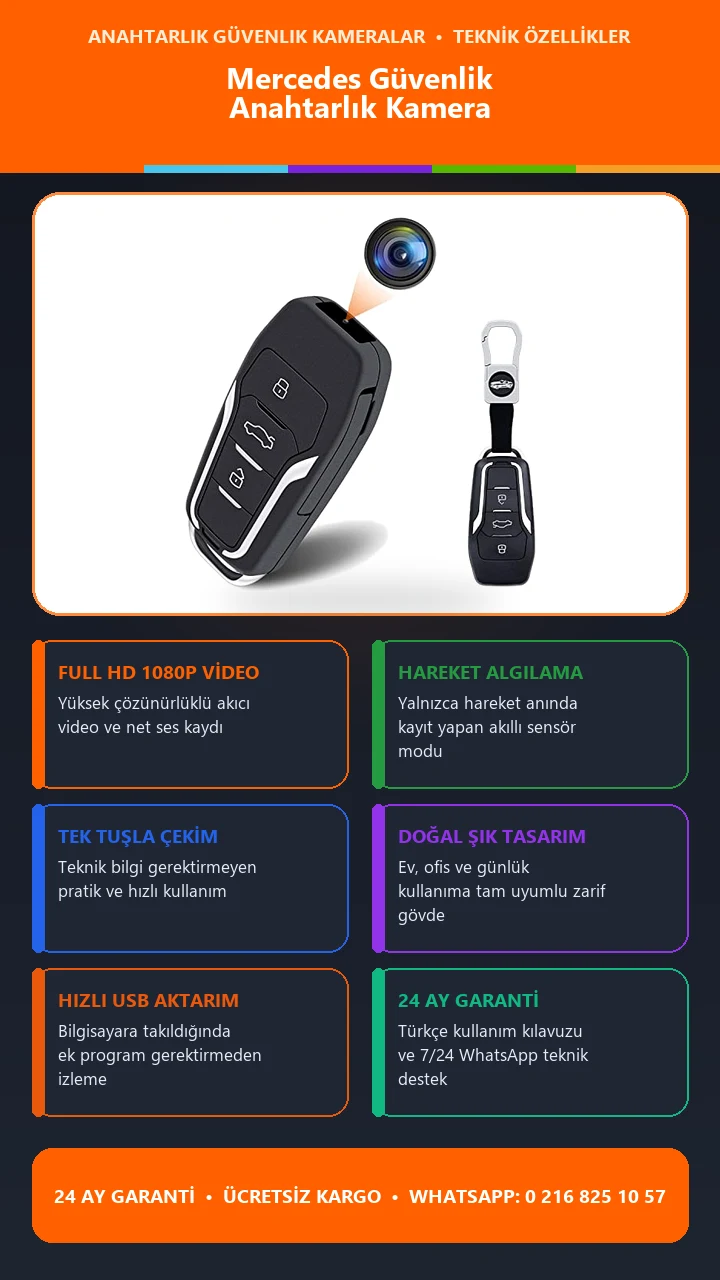 ANAHTARLIK GÜVENLIK KAMERALAR • TEKNİK ÖZELLİKLER
Mercedes Güvenlik
Anahtarlık Kamera
FULL HD 1080P VİDEO
Yüksek çözünürlüklü akıcı
video ve net ses kaydı
HAREKET ALGILAMA
Yalnızca hareket anında
kayıt yapan akıllı sensör
modu
TEK TUŞLA ÇEKİM
Teknik bilgi gerektirmeyen
pratik ve hızlı kullanım
DOĞAL ŞIK TASARIM
Ev, ofis ve günlük
kullanıma tam uyumlu zarif
gövde
HIZLI USB AKTARIM
Bilgisayara takıldığında
ek program gerektirmeden
izleme
24 AY GARANTİ
Türkçe kullanım kılavuzu
ve 7/24 WhatsApp teknik
destek
24 AY GARANTİ • ÜCRETSİZ KARGO • WHATSAPP: 0 216 825 10 57